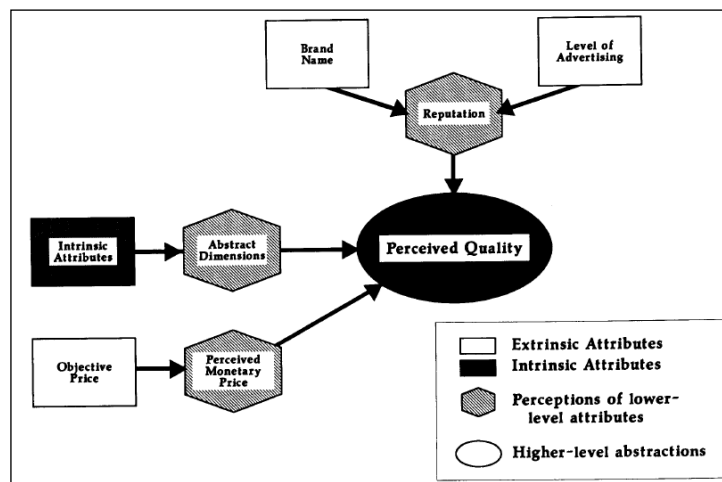 Brand
Name
Level of
Advertising
Reputation
Intrinsic
Attributes
Abstract
Dimensions
Perceived Quality
Objective
Price
Perceived
Monetary
Price
Extrinsic Attributes
Intrinsic Attributes
Perceptions of lower-
level attributes
Higher-level abstractions